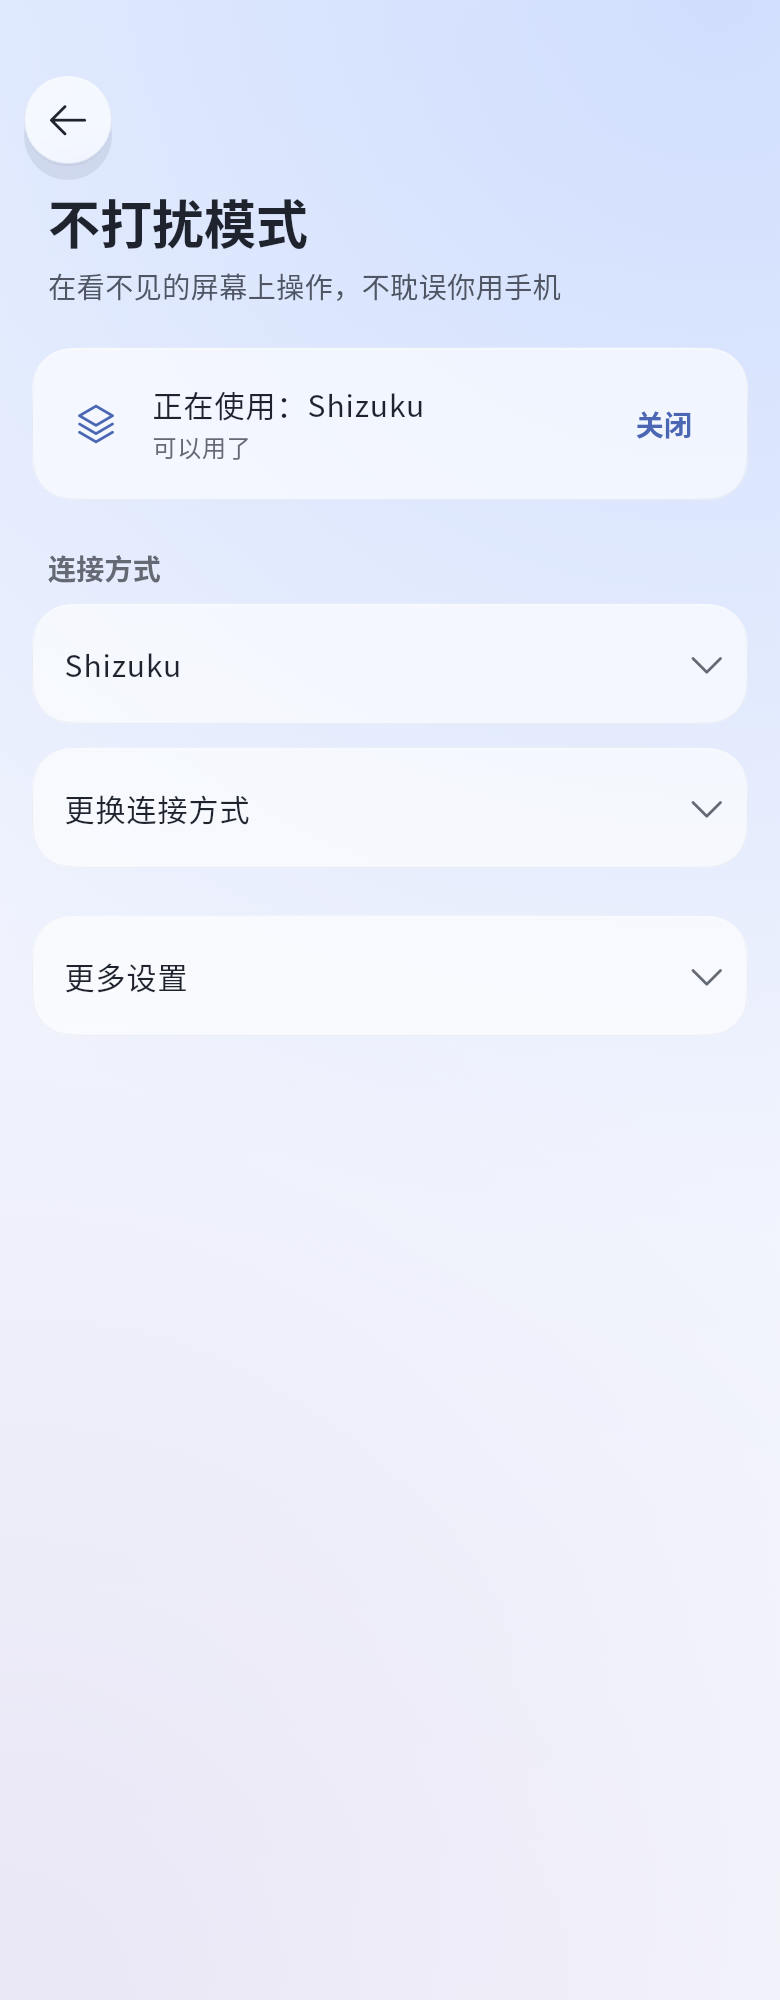 不打扰模式
在看不见的屏幕上操作，不耽误你用手机
正在使用：Shizuku
可以用了
关闭
连接方式
Shizuku
更换连接方式
更多设置